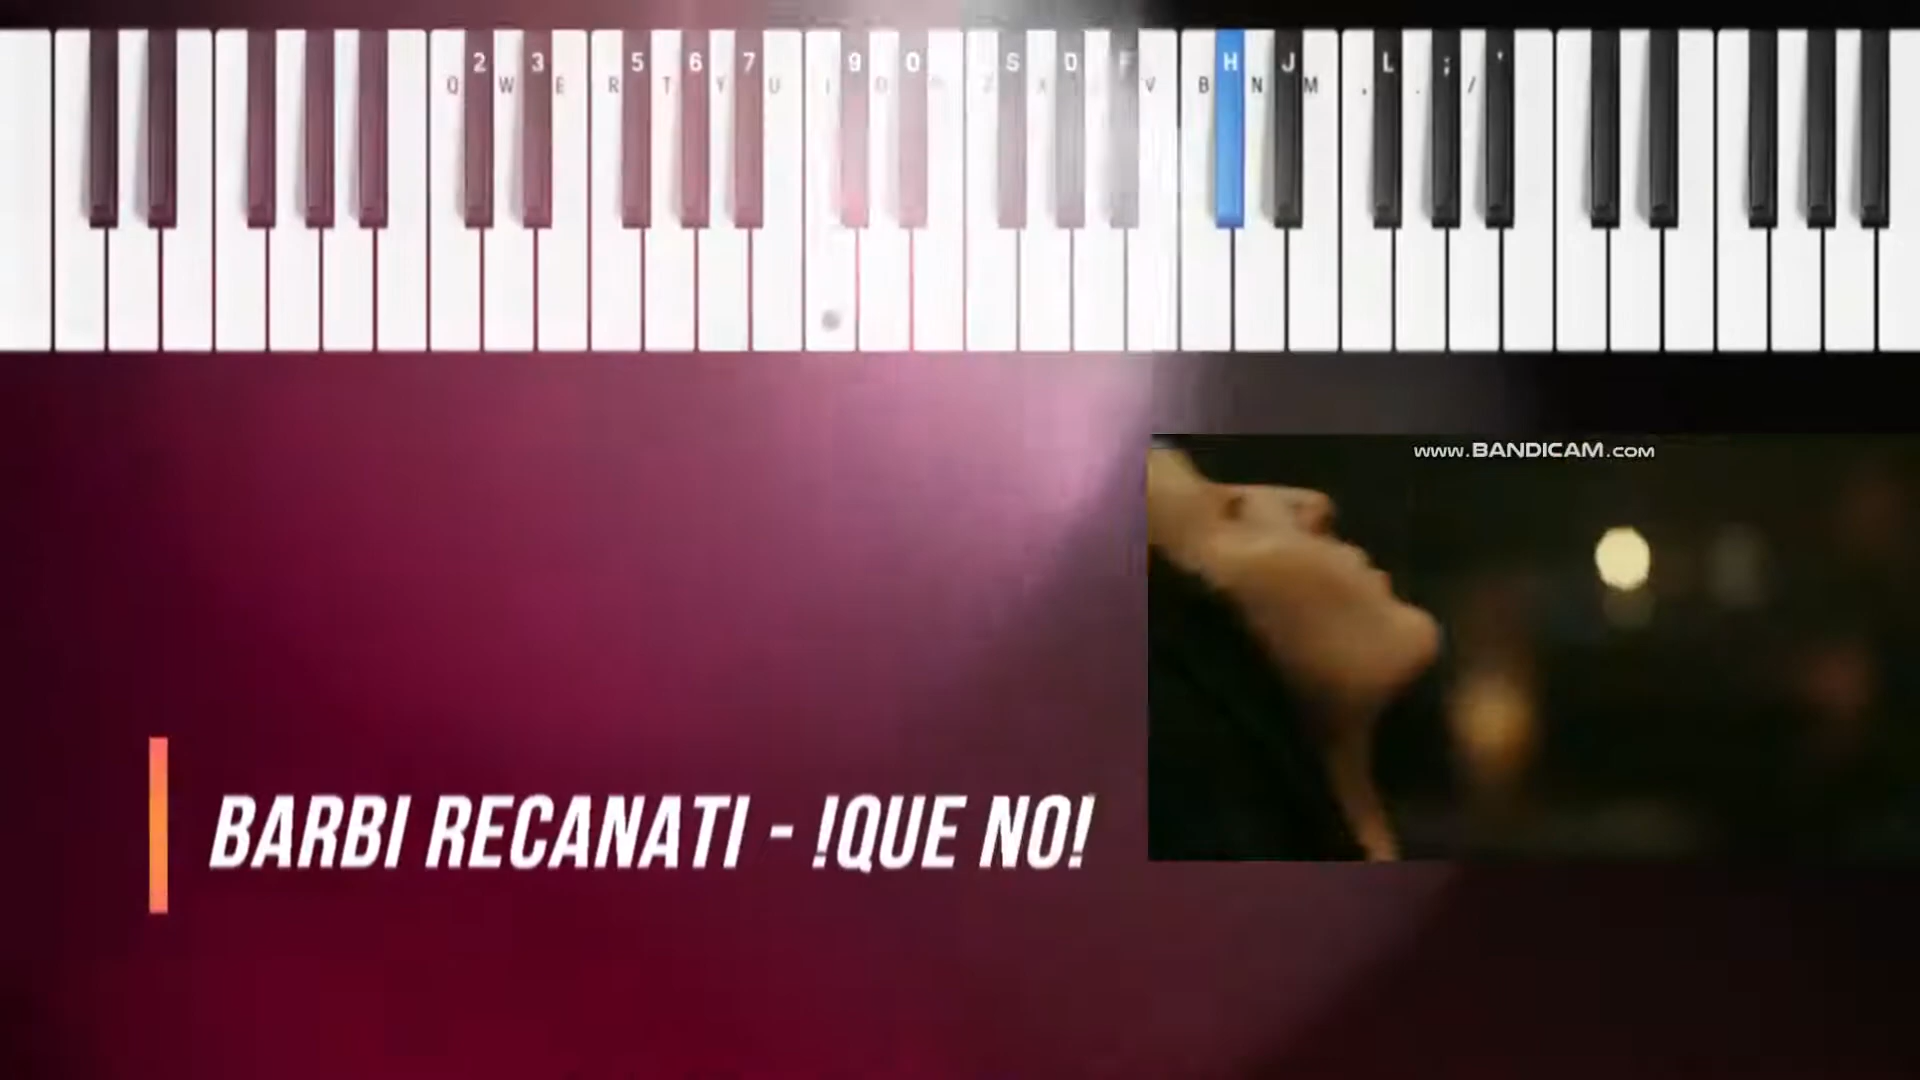 2 3 5 6 7 9 0 S D F H J L ; '
Q W E R T Y U I O Z X V B N M , . /
www.BANDICAM.COM
BARBI RECANATI - !QUE NO!